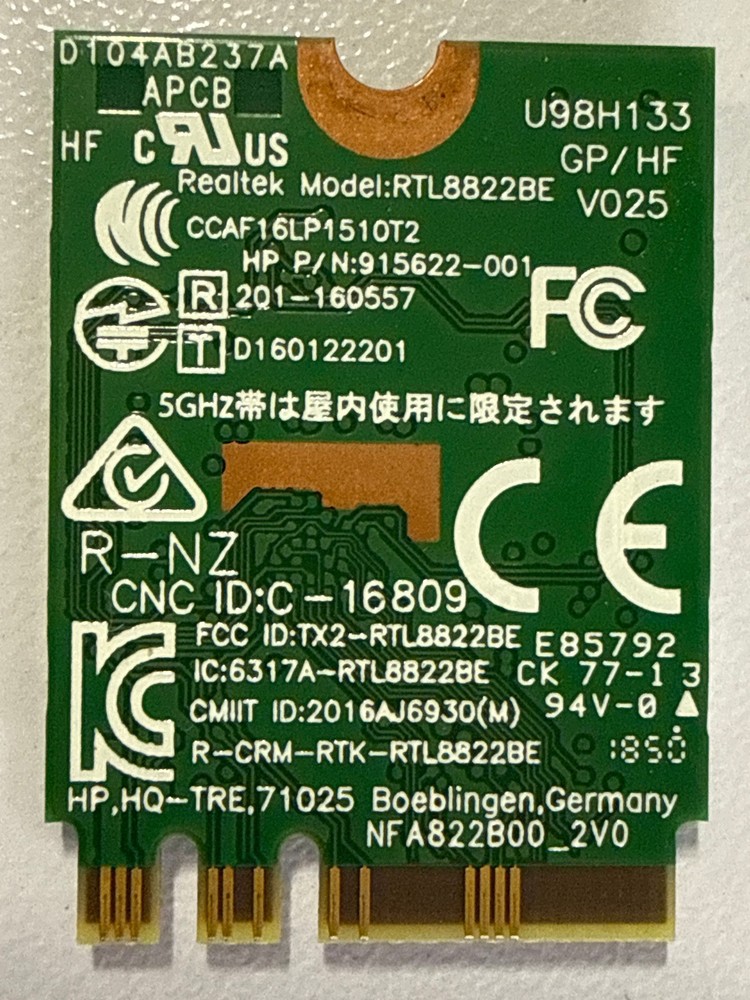 D104AB237A
APCB
HF
US
U98H133
GP/HF
V025
Realtek Model:RTL8822BE
CCAF16LP1510T2
HP P/N:915622-001
R 201-160557
T D160122201
FC
5GHz帯は屋内使用に限定されます
R-NZ
CE
CNC ID:C-16809
FCC ID:TX2-RTL8822BE
IC:6317A-RTL8822BE
CMIIT ID:2016AJ6930(M)
R-CRM-RTK-RTL8822BE
E85792
CK 77-1 3
94V-0
1850
HP,HQ-TRE,71025 Boeblingen,Germany
NFA822B00_2V0